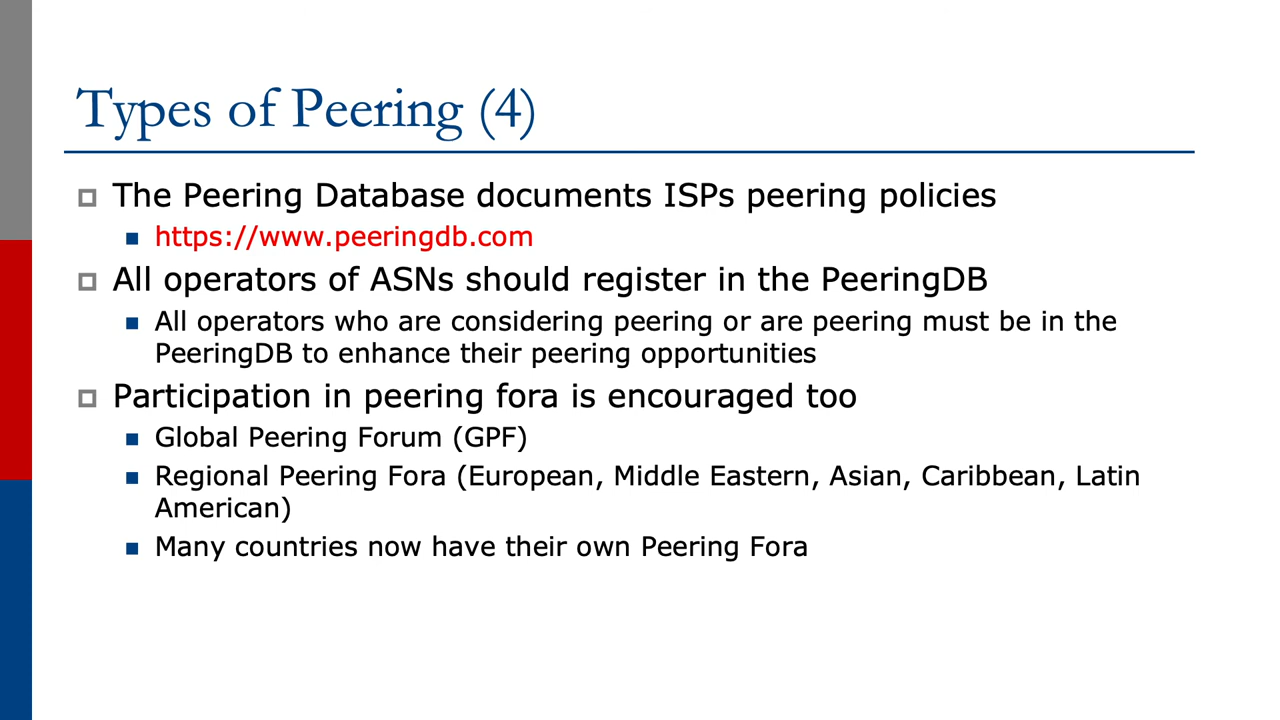 Types of Peering (4)
The Peering Database documents ISPs peering policies
https://www.peeringdb.com
All operators of ASNs should register in the PeeringDB
All operators who are considering peering or are peering must be in the
PeeringDB to enhance their peering opportunities
Participation in peering fora is encouraged too
Global Peering Forum (GPF)
Regional Peering Fora (European, Middle Eastern, Asian, Caribbean, Latin
American)
Many countries now have their own Peering Fora